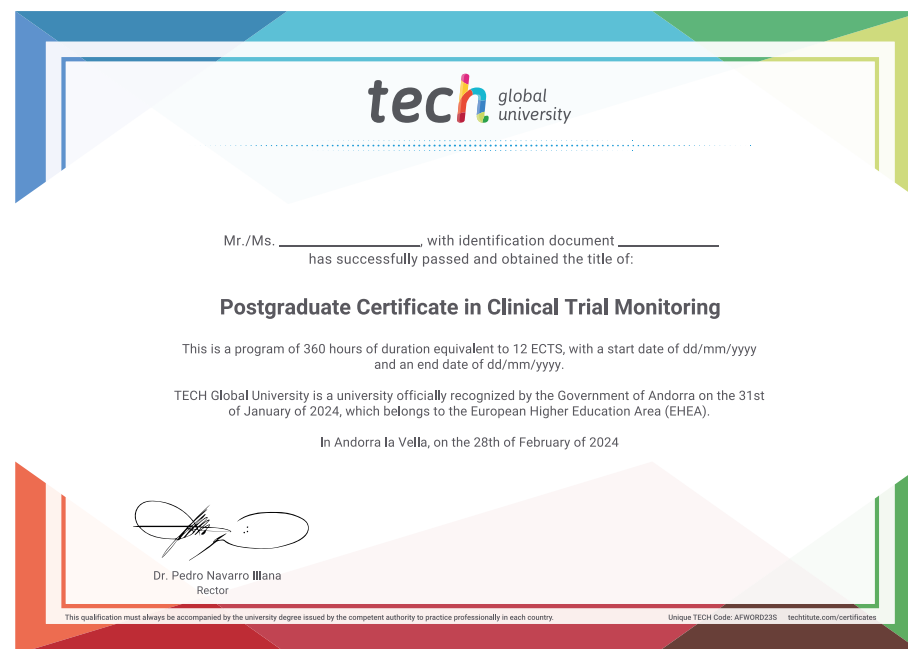 tech global university
Mr./Ms. ____________________, with identification document ______________
has successfully passed and obtained the title of:
Postgraduate Certificate in Clinical Trial Monitoring
This is a program of 360 hours of duration equivalent to 12 ECTS, with a start date of dd/mm/yyyy
and an end date of dd/mm/yyyy.
TECH Global University is a university officially recognized by the Government of Andorra on the 31st
of January of 2024, which belongs to the European Higher Education Area (EHEA).
In Andorra la Vella, on the 28th of February of 2024
Dr. Pedro Navarro Illana
Rector
This qualification must always be accompanied by the university degree issued by the competent authority to practice professionally in each country.
Unique TECH Code: AFWORD23S techtitute.com/certificates